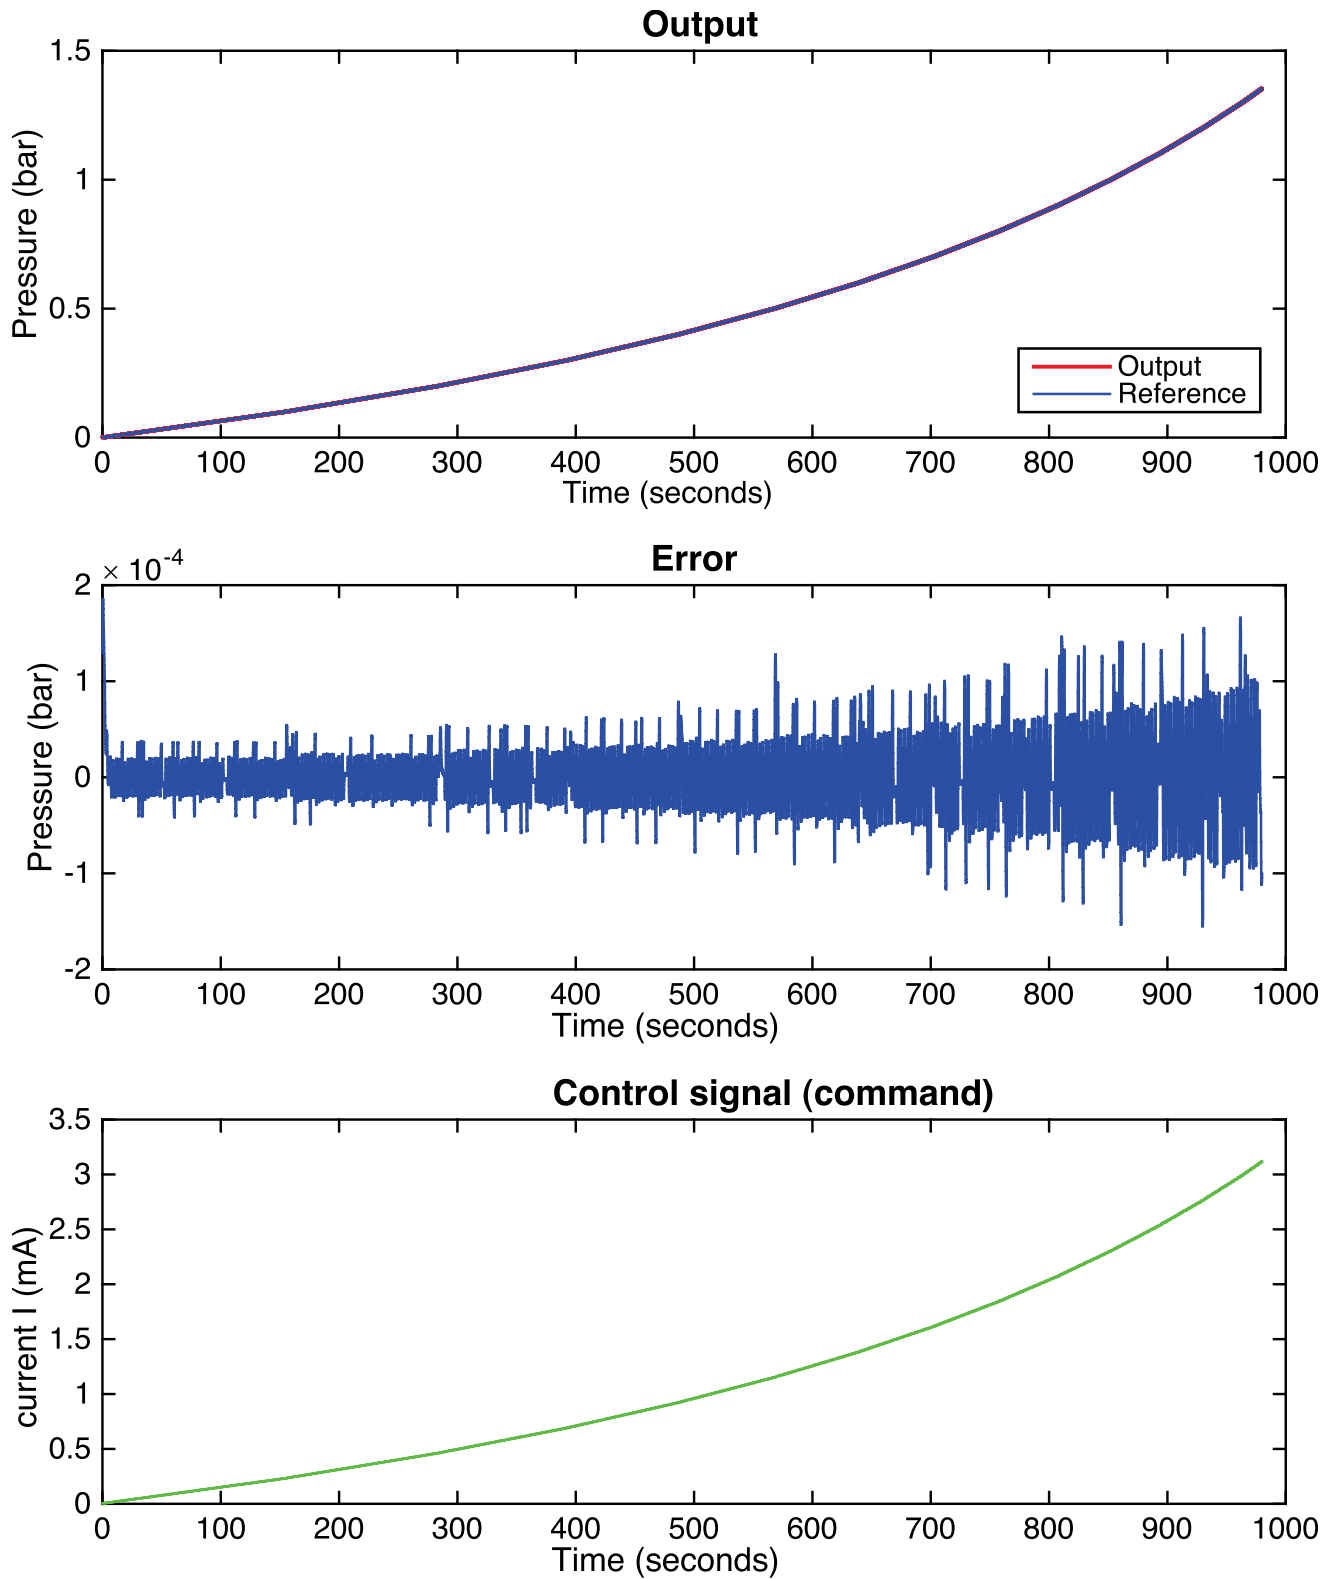 Output
1.5
1
0.5
0
Pressure (bar)
Output
Reference
0 100 200 300 400 500 600 700 800 900 1000
Time (seconds)
Error
× 10-4
2
1
0
-1
-2
Pressure (bar)
0 100 200 300 400 500 600 700 800 900 1000
Time (seconds)
Control signal (command)
3.5
3
2.5
2
1.5
1
0.5
0
current I (mA)
0 100 200 300 400 500 600 700 800 900 1000
Time (seconds)